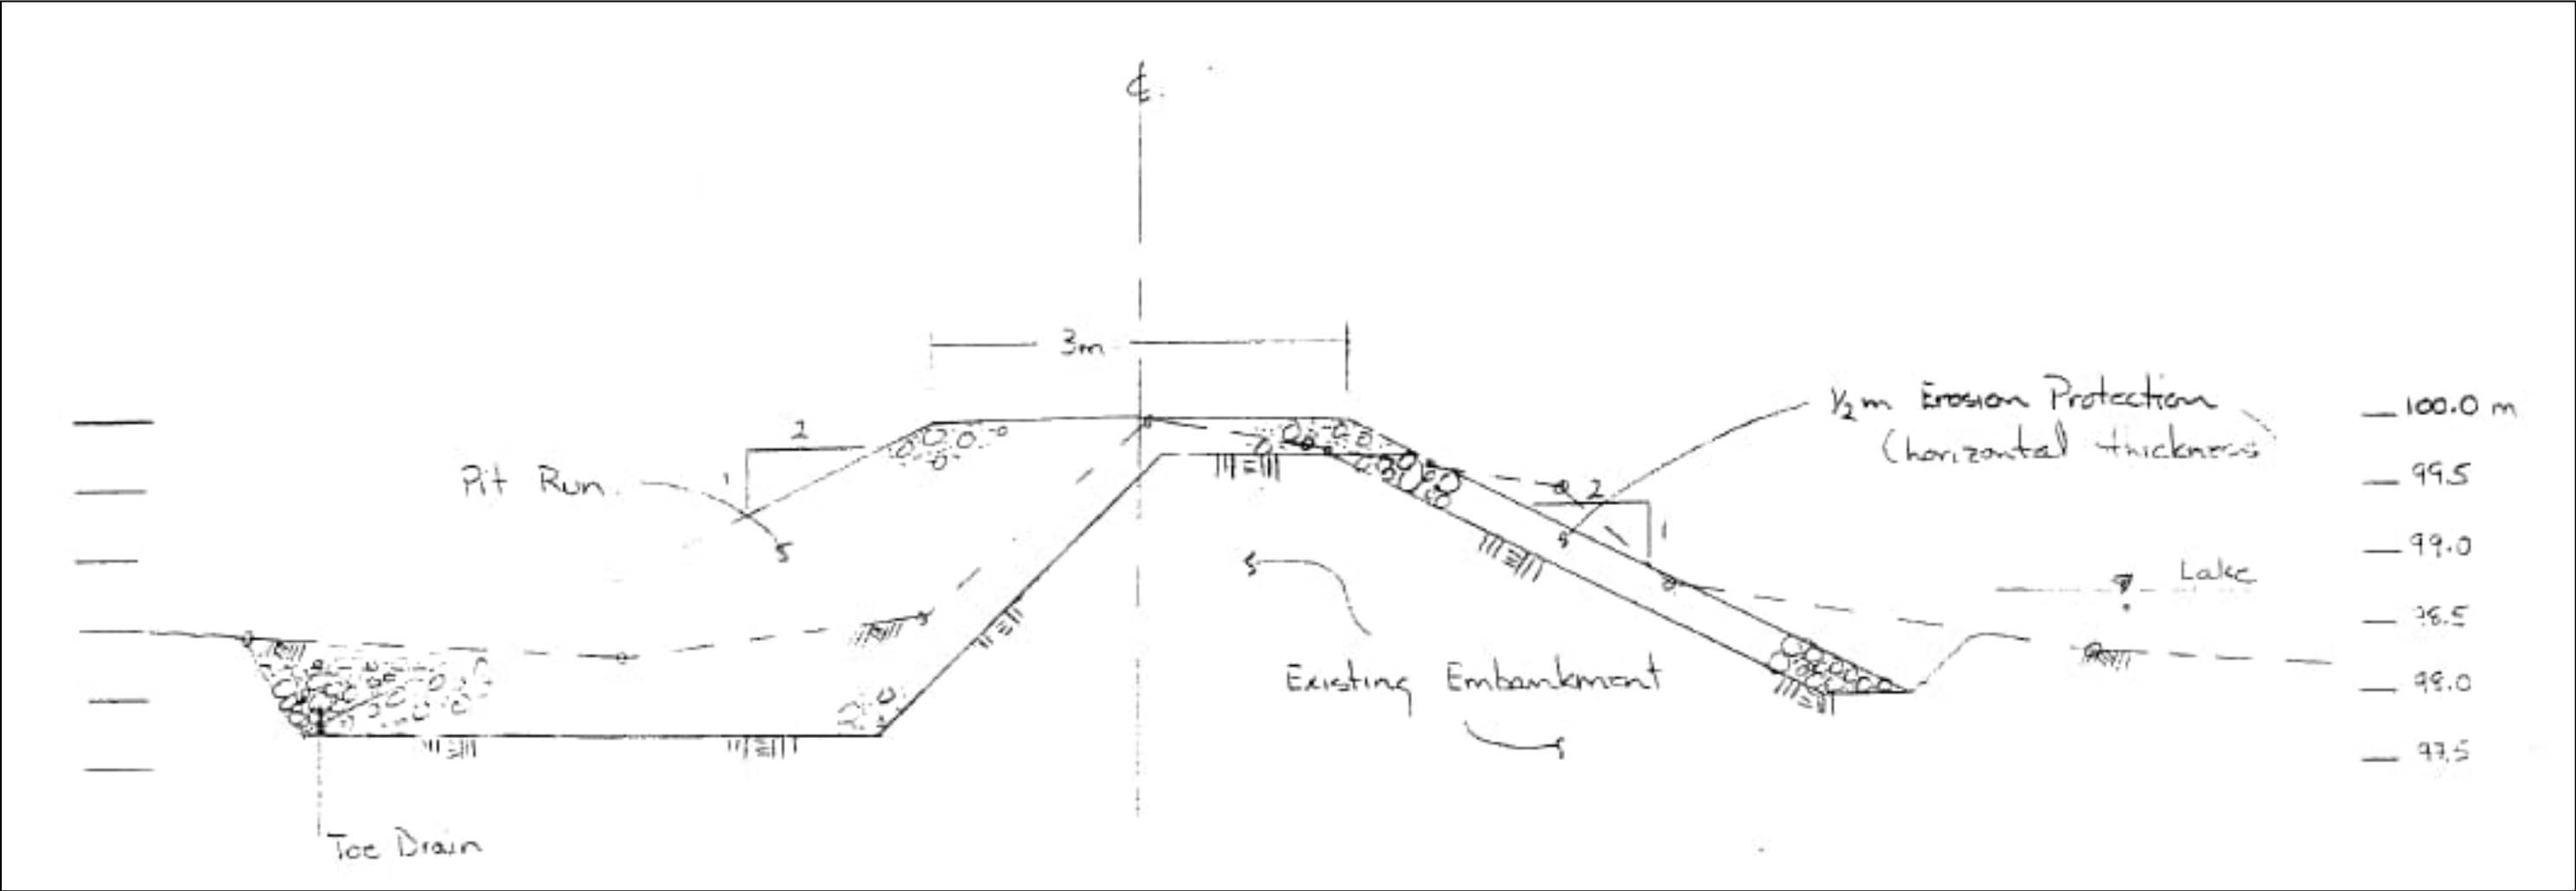 ℄
3m
½m Erosion Protection
(horizontal thickness)
100.0 m
99.5
99.0
98.5
98.0
97.5
2
1
Pit Run
2
1
Lake
Existing Embankment
Toe Drain